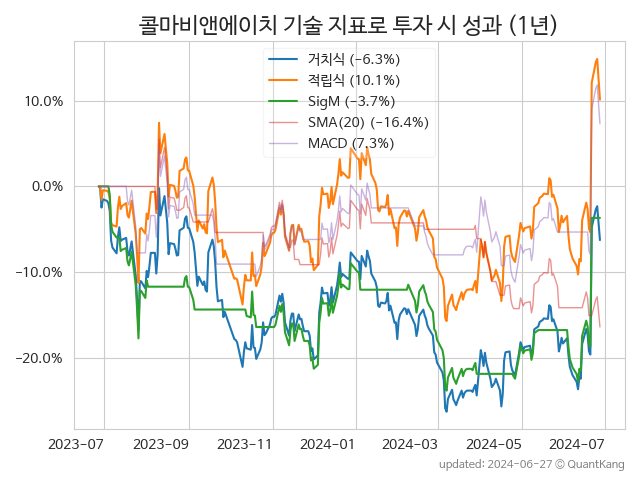 콜마비앤에이치 기술 지표로 투자 시 성과 (1년)
거치식 (−6.3%)
적립식 (10.1%)
SigM (−3.7%)
SMA(20) (−16.4%)
MACD (7.3%)
10.0%
0.0%
−10.0%
−20.0%
2023-07 2023-09 2023-11 2024-01 2024-03 2024-05 2024-07
updated: 2024-06-27 © QuantKang